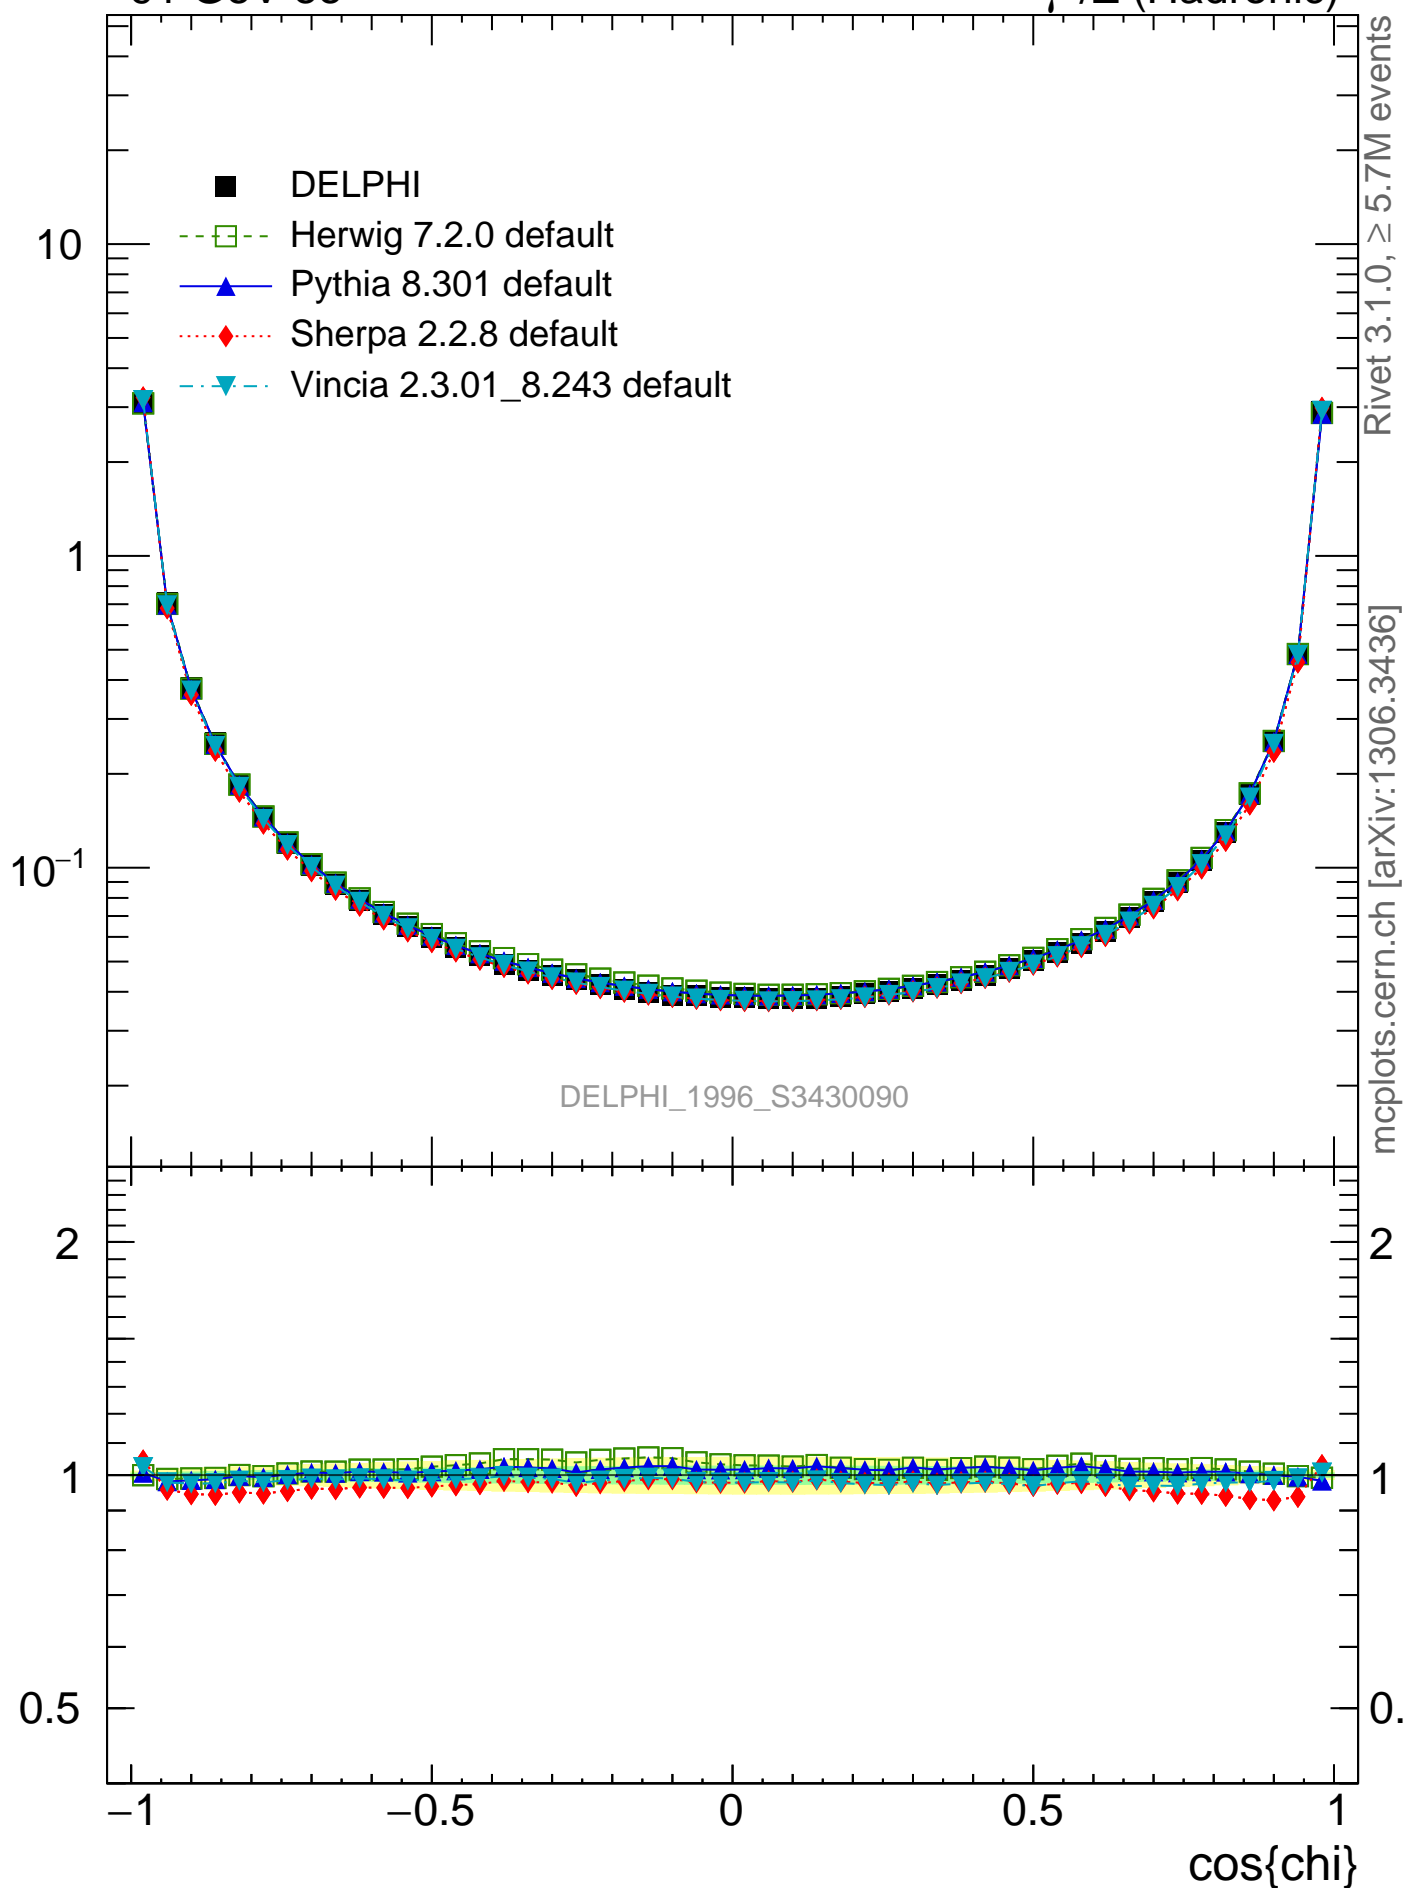 DELPHI
Herwig 7.2.0 default
Pythia 8.301 default
Sherpa 2.2.8 default
Vincia 2.3.01_8.243 default
10
1
10⁻¹
DELPHI_1996_S3430090
Rivet 3.1.0, ≥ 5.7M events
mcplots.cern.ch [arXiv:1306.3436]
2
1
0.5
2
1
0.
−1
−0.5
0
0.5
1
cos{chi}